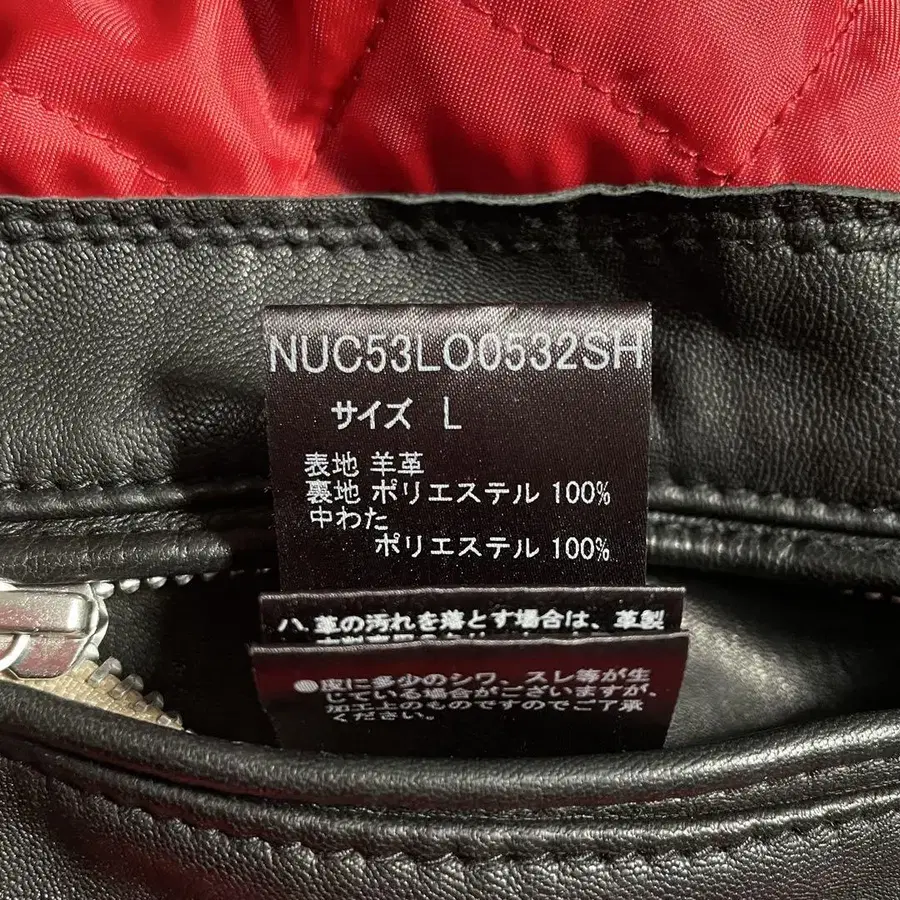 NUC53LO0532SH
サイズ L
表地 羊革
裏地 ポリエステル 100%
中わた
ポリエステル 100%
ハ.革の汚れを落とす場合は、革製
●皮に多少のシワ、スレ等が生
じている場合がございますが、
加工上のものですのでご了承
ください。